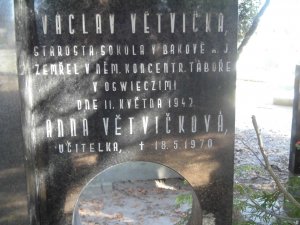 VÁCLAV VĚTVIČKA,
STAROSTA SOKOLA V BAKOVĚ n. J.
ZEMŘEL V NĚM. KONCENTR. TÁBOŘE
V OSWIECZIMI
DNE 11. KVĚTNA 1942.
ANNA VĚTVIČKOVÁ,
UČITELKA, † 18.5.1970